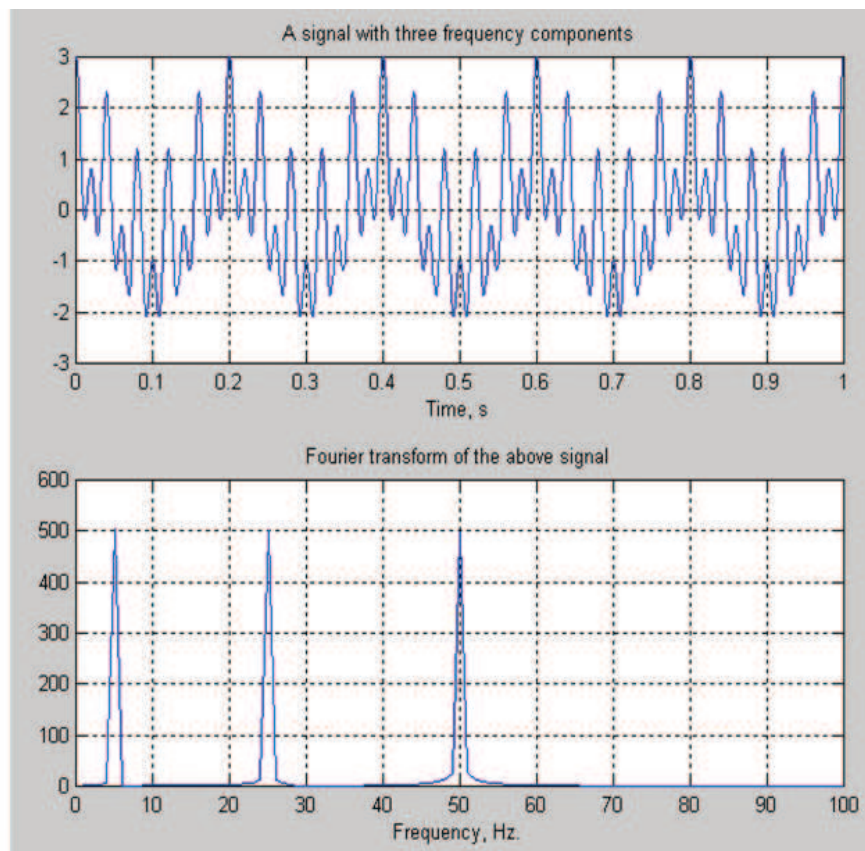 A signal with three frequency components
3
2
1
0
-1
-2
-3
0 0.1 0.2 0.3 0.4 0.5 0.6 0.7 0.8 0.9 1
Time, s
Fourier transform of the above signal
600
500
400
300
200
100
0
0 10 20 30 40 50 60 70 80 90 100
Frequency, Hz.